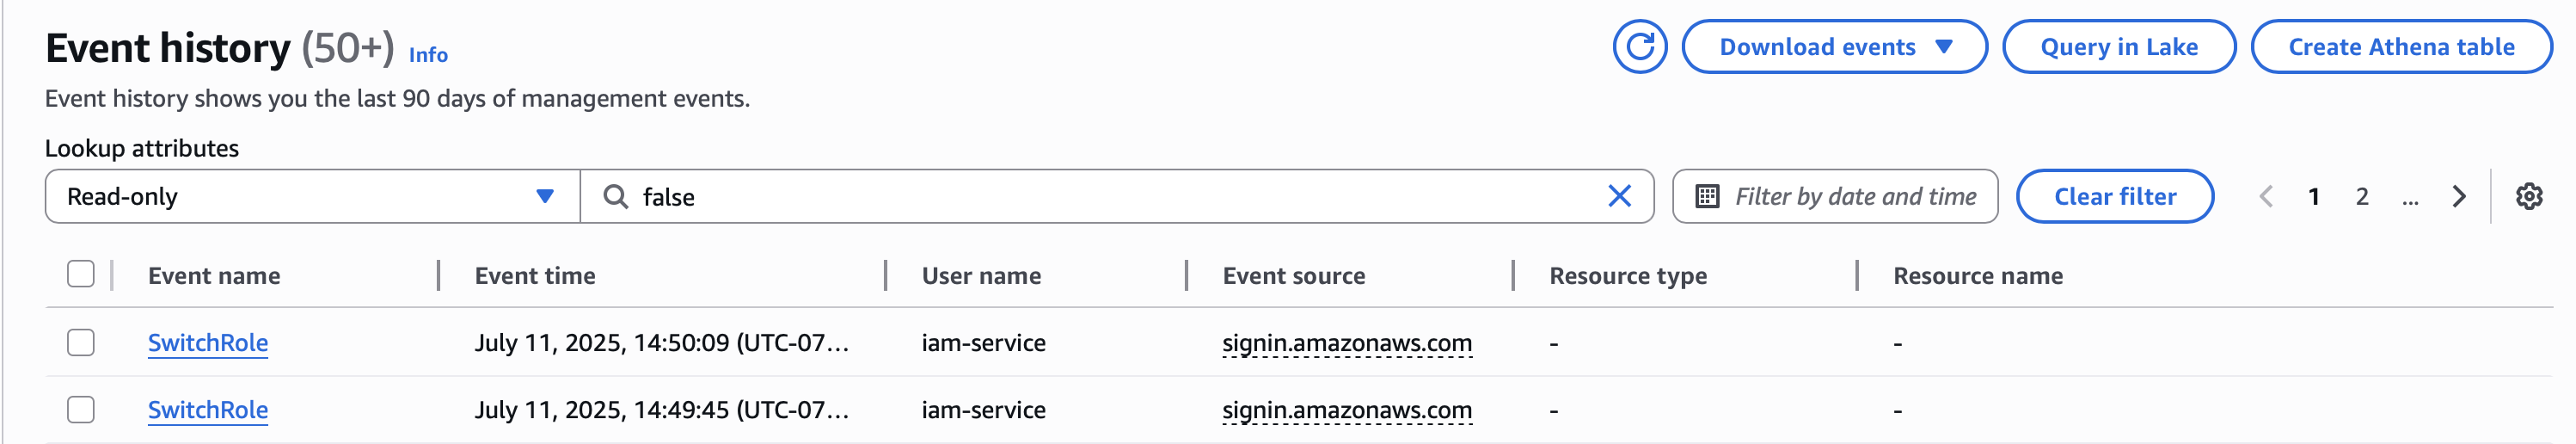 Event history (50+) Info
Download events
Query in Lake
Create Athena table
Event history shows you the last 90 days of management events.
Lookup attributes
Read-only
false
Filter by date and time
Clear filter
1 2 ...
Event name Event time User name Event source Resource type Resource name
SwitchRole July 11, 2025, 14:50:09 (UTC-07... iam-service signin.amazonaws.com - -
SwitchRole July 11, 2025, 14:49:45 (UTC-07... iam-service signin.amazonaws.com - -